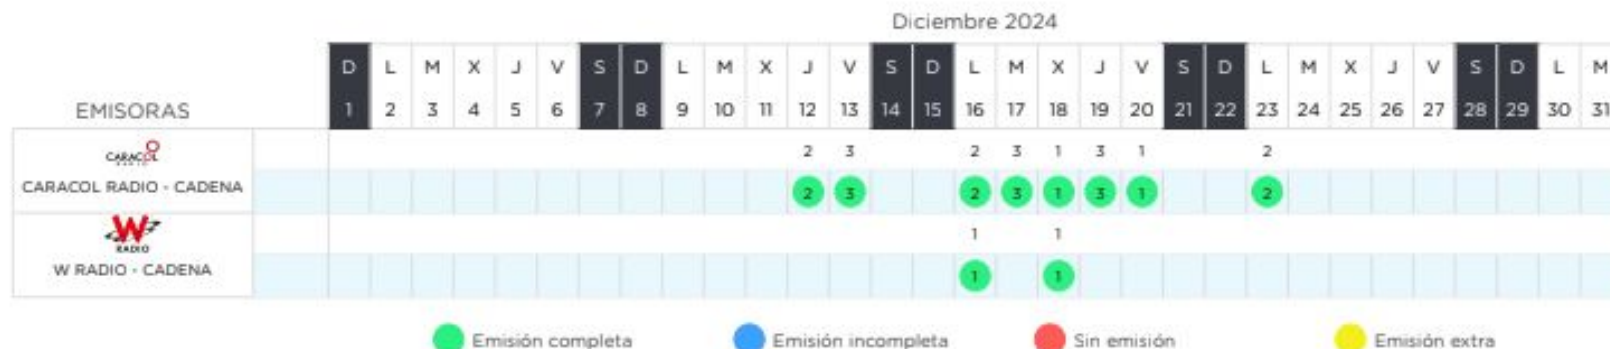 Diciembre 2024
D L M X J V S D L M X J V S D L M X J V S D L M X J V S D L M
EMISORAS 1 2 3 4 5 6 7 8 9 10 11 12 13 14 15 16 17 18 19 20 21 22 23 24 25 26 27 28 29 30 31
CARACOL
RADIO
2 3 2 3 1 3 1 2
CARACOL RADIO - CADENA 2 3 2 3 1 3 1 2
W
RADIO
1 1
W RADIO - CADENA 1 1
Emisión completa Emisión incompleta Sin emisión Emisión extra